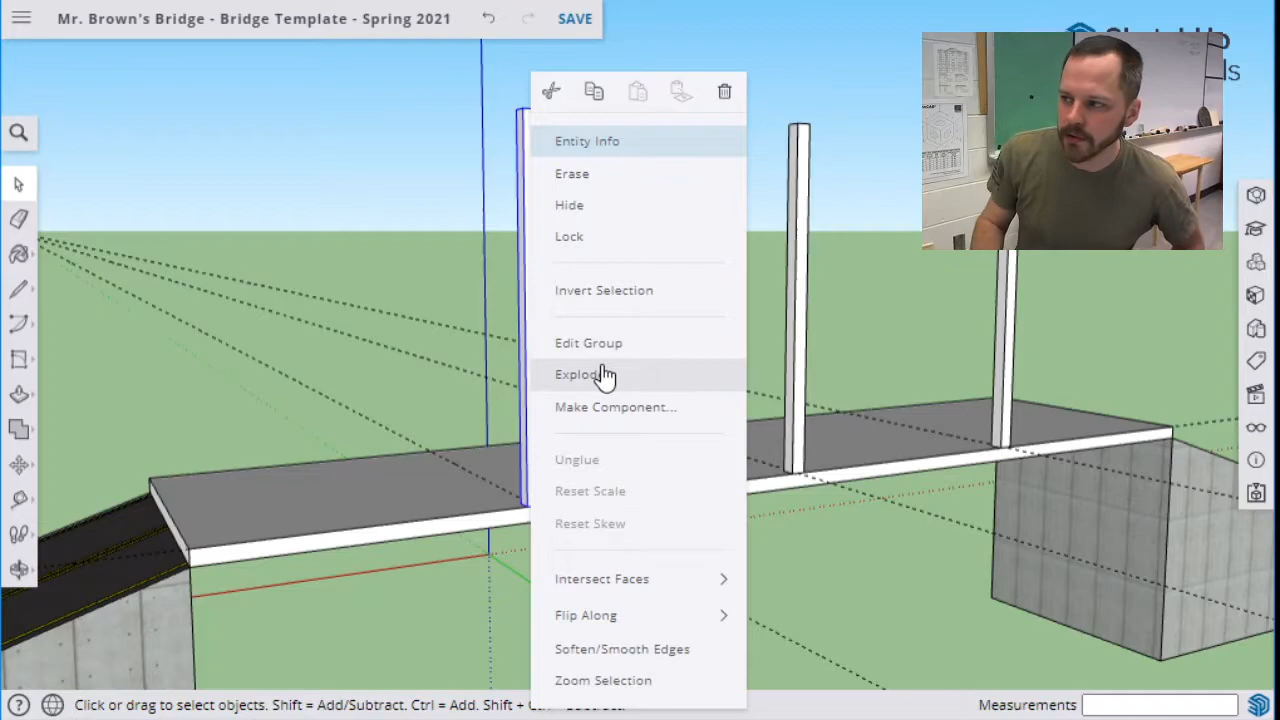 Mr. Brown's Bridge - Bridge Template - Spring 2021
SAVE
Entity Info
Erase
Hide
Lock
Invert Selection
Edit Group
Make Component...
Unglue
Reset Scale
Reset Skew
Intersect Faces
Flip Along
Soften/Smooth Edges
Zoom Selection
Click or drag to select objects. Shift = Add/Subtract. Ctrl = Add. Shift +
Measurements